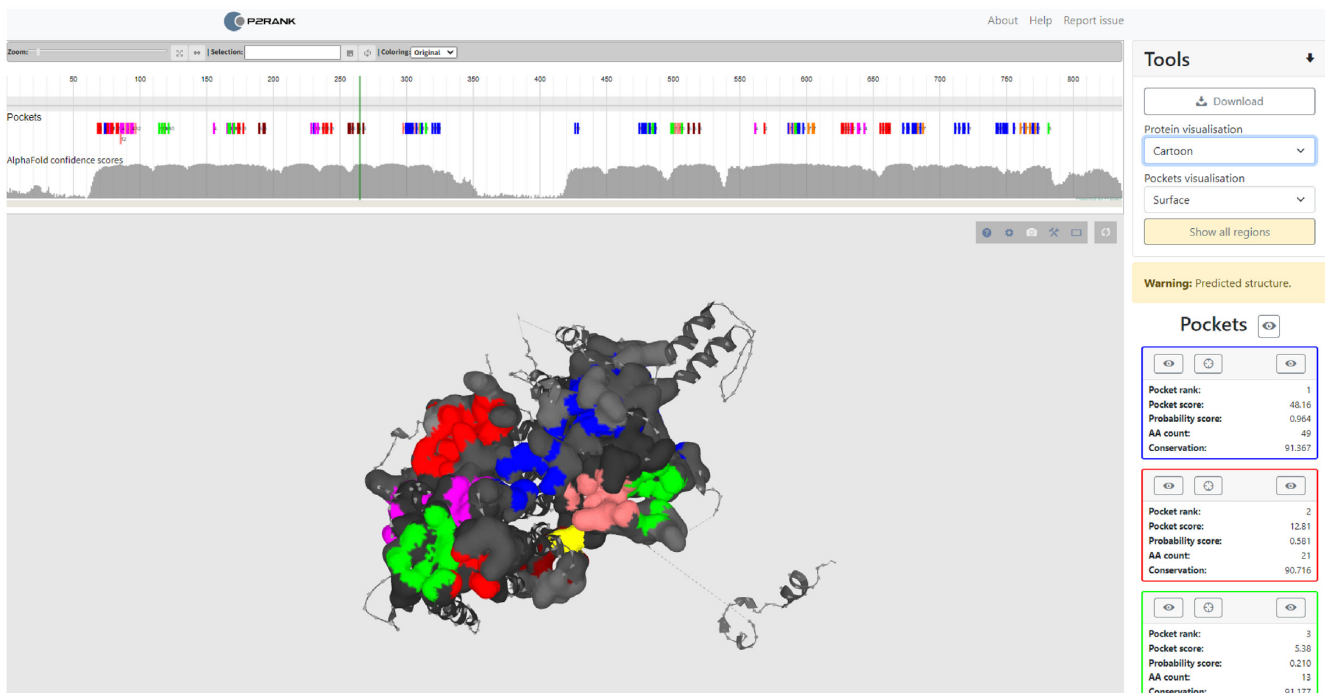 P2RANK
About Help Report issue
Zoom: | Selection: | Coloring: Original
50 100 150 200 250 300 350 400 450 500 550 600 650 700 750 800
Pockets
AlphaFold confidence scores
Tools
Download
Protein visualisation
Cartoon
Pockets visualisation
Surface
Show all regions
Warning: Predicted structure.
Pockets
Pocket rank: 1
Pocket score: 48.16
Probability score: 0.964
AA count: 49
Conservation: 91.367
Pocket rank: 2
Pocket score: 12.81
Probability score: 0.581
AA count: 21
Conservation: 90.716
Pocket rank: 3
Pocket score: 5.38
Probability score: 0.210
AA count: 13
Conservation: 91.177